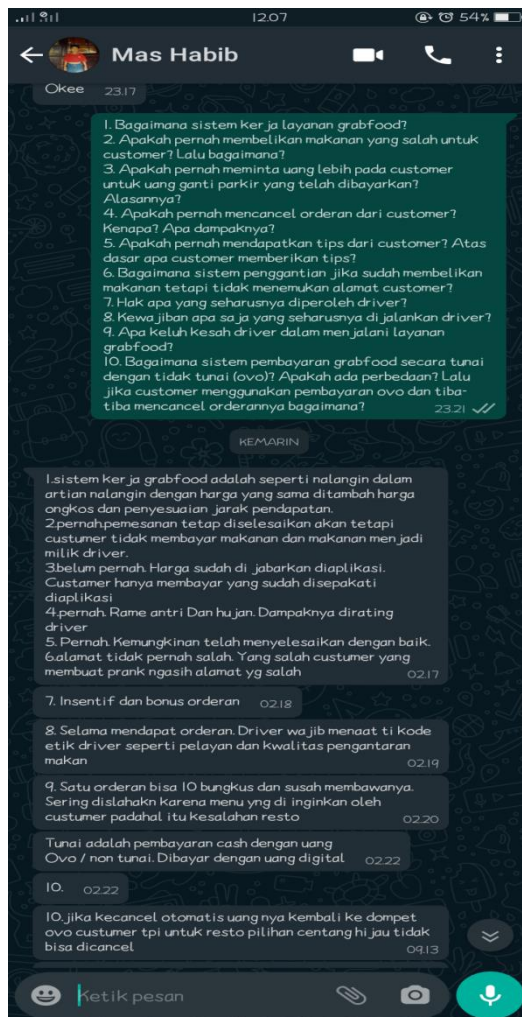 12.07
54%
Mas Habib
Okee 23.17
1. Bagaimana sistem kerja layanan grabfood?
2. Apakah pernah membelikan makanan yang salah untuk
customer? Lalu bagaimana?
3. Apakah pernah meminta uang lebih pada customer
untuk uang ganti parkir yang telah dibayarkan?
Alasannya?
4. Apakah pernah mencancel orderan dari customer?
Kenapa? Apa dampaknya?
5. Apakah pernah mendapatkan tips dari customer? Atas
dasar apa customer memberikan tips?
6. Bagaimana sistem penggantian jika sudah membelikan
makanan tetapi tidak menemukan alamat customer?
7. Hak apa yang seharusnya diperoleh driver?
8. Kewajiban apa saja yang seharusnya di jalankan driver?
9. Apa keluh kesah driver dalam menjalani layanan
grabfood?
10. Bagaimana sistem pembayaran grabfood secara tunai
dengan tidak tunai (ovo)? Apakah ada perbedaan? Lalu
jika customer menggunakan pembayaran ovo dan tiba-
tiba mencancel orderannya bagaimana? 23.21
KEMARIN
1.sistem kerja grabfood adalah seperti nalangin dalam
artian nalangin dengan harga yang sama ditambah harga
ongkos dan penyesuaian jarak pendapatan.
2.pernah.pemesanan tetap diselesaikan akan tetapi
custumer tidak membayar makanan dan makanan menjadi
milik driver.
3.belum pernah. Harga sudah di jabarkan diaplikasi.
Custamer hanya membayar yang sudah disepakati
diaplikasi
4.pernah. Rame antri Dan hujan. Dampaknya dirating
driver
5. Pernah. Kemungkinan telah menyelesaikan dengan baik.
6.alamat tidak pernah salah. Yang salah custumer yang
membuat prank ngasih alamat yg salah 02.17
7. Insentif dan bonus orderan 02.18
8. Selama mendapat orderan. Driver wajib menaat ti kode
etik driver seperti pelayan dan kwalitas pengantaran
makan 02.19
9. Satu orderan bisa 10 bungkus dan susah membawanya.
Sering dislahakn karena menu yng di inginkan oleh
custumer padahal itu kesalahan resto 02.20
Tunai adalah pembayaran cash dengan uang
Ovo / non tunai. Dibayar dengan uang digital 02.22
10. 02.22
10.jika kecancel otomatis uang nya kembali ke dompet
ovo custumer tpi untuk resto pilihan centang hijau tidak
bisa dicancel 09.13
Ketik pesan